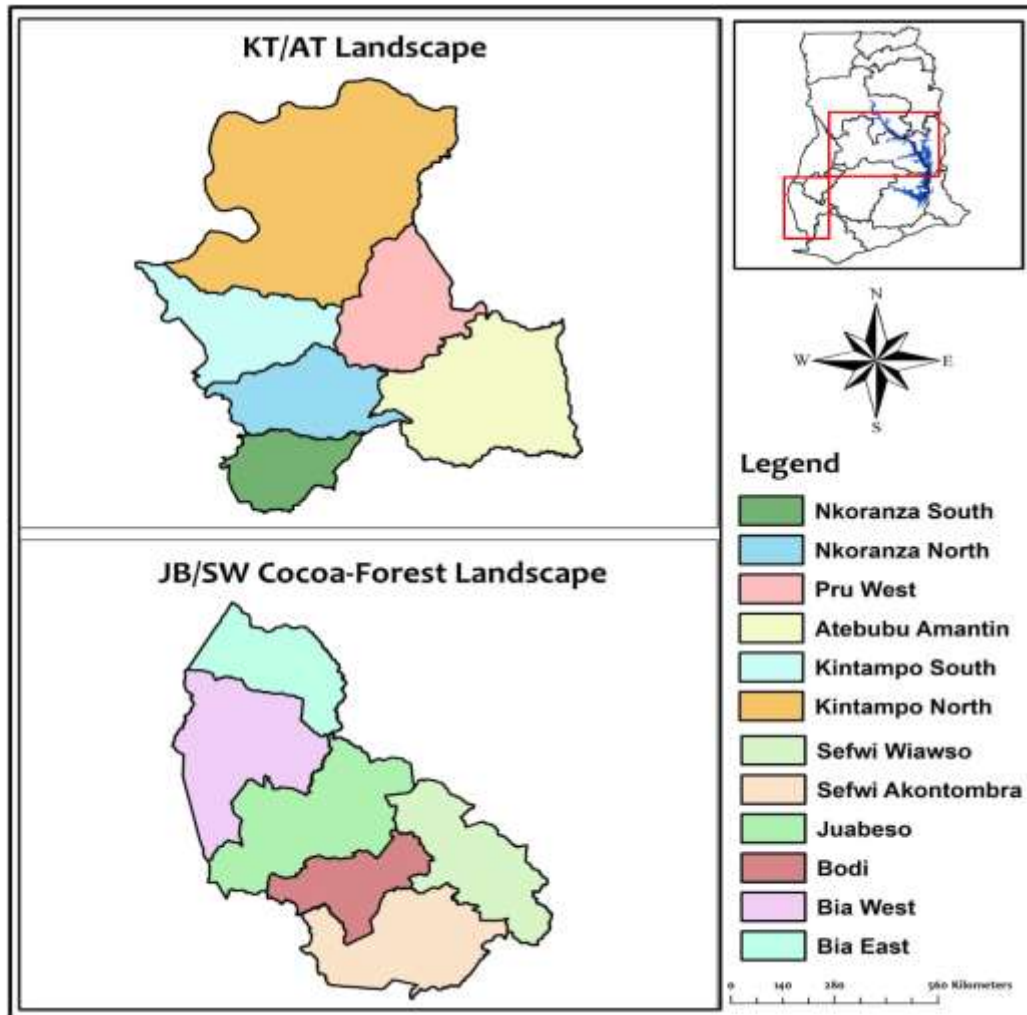 KT/AT Landscape
JB/SW Cocoa-Forest Landscape
N
W E
S
Legend
Nkoranza South
Nkoranza North
Pru West
Atebubu Amantin
Kintampo South
Kintampo North
Sefwi Wiawso
Sefwi Akontombra
Juabeso
Bodi
Bia West
Bia East
0 140 280 560 Kilometers